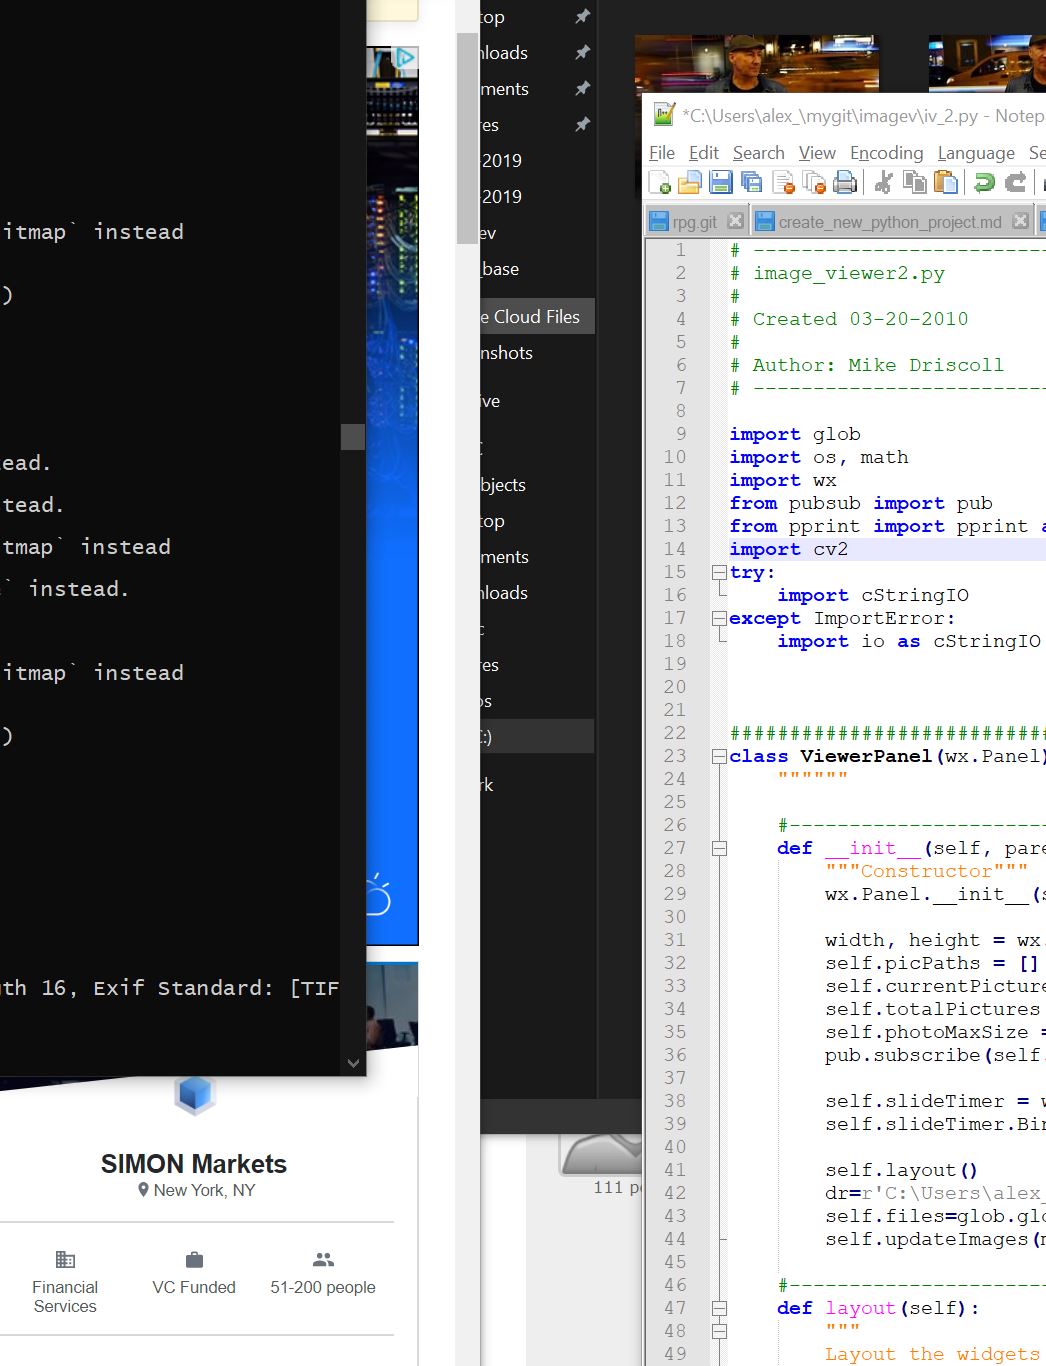 itmap` instead
)
ead.
tead.
tmap` instead
` instead.
itmap` instead
)
th 16, Exif Standard: [TIF
SIMON Markets
New York, NY
Financial
Services
VC Funded
51-200 people
top
nloads
ments
res
-2019
-2019
ev
_base
e Cloud Files
nshots
ive
C
bjects
top
ments
nloads
c
res
os
C:)
rk
111 pe
*C:\Users\alex_\mygit\imagev\iv_2.py - Notep
File Edit Search View Encoding Language Se
rpg.git create_new_python_project.md
1 # -------------------------
2 # image_viewer2.py
3 #
4 # Created 03-20-2010
5 #
6 # Author: Mike Driscoll
7 # -------------------------
8
9 import glob
10 import os, math
11 import wx
12 from pubsub import pub
13 from pprint import pprint a
14 import cv2
15 try:
16 import cStringIO
17 except ImportError:
18 import io as cStringIO
19
20
21
22 ###########################
23 class ViewerPanel(wx.Panel)
24 """"""
25
26 #----------------------
27 def __init__(self, pare
28 """Constructor"""
29 wx.Panel.__init__(s
30
31 width, height = wx.
32 self.picPaths = []
33 self.currentPicture
34 self.totalPictures
35 self.photoMaxSize =
36 pub.subscribe(self.
37
38 self.slideTimer = w
39 self.slideTimer.Bin
40
41 self.layout()
42 dr=r'C:\Users\alex_
43 self.files=glob.glo
44 self.updateImages(m
45
46 #----------------------
47 def layout(self):
48 """
49 Layout the widgets